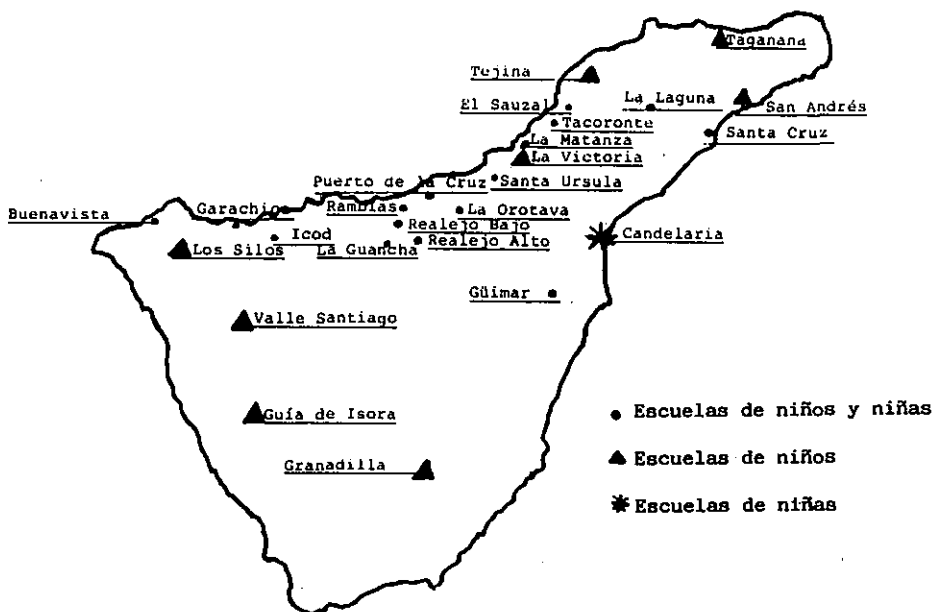 Taganana
Tejina
El Sauzal
La Laguna
San Andrés
Tacoronte
Santa Cruz
La Matanza
La Victoria
Santa Ursula
Puerto de la Cruz
Buenavista
Garachio
Ramblas
La Orotava
Realejo Bajo
Icod
Realejo Alto
Candelaria
Los Silos
La Guancha
Güimar
Valle Santiago
Guía de Isora
Granadilla
Escuelas de niños y niñas
Escuelas de niños
Escuelas de niñas